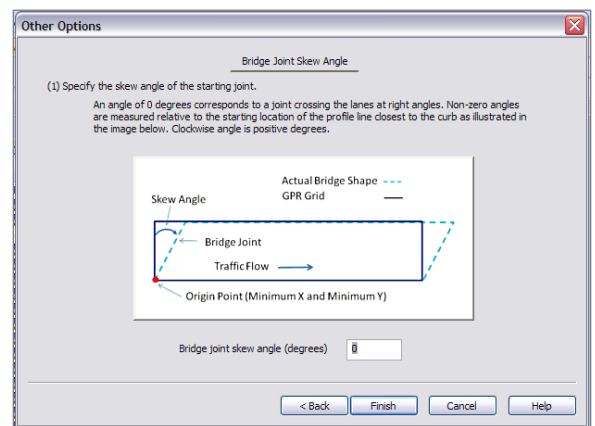 Other Options
Bridge Joint Skew Angle
(1) Specify the skew angle of the starting joint.
An angle of 0 degrees corresponds to a joint crossing the lanes at right angles. Non-zero angles
are measured relative to the starting location of the profile line closest to the curb as illustrated in
the image below. Clockwise angle is positive degrees.
Actual Bridge Shape
Skew Angle
GPR Grid
Bridge Joint
Traffic Flow
Origin Point (Minimum X and Minimum Y)
Bridge joint skew angle (degrees) 0
< Back Finish Cancel Help